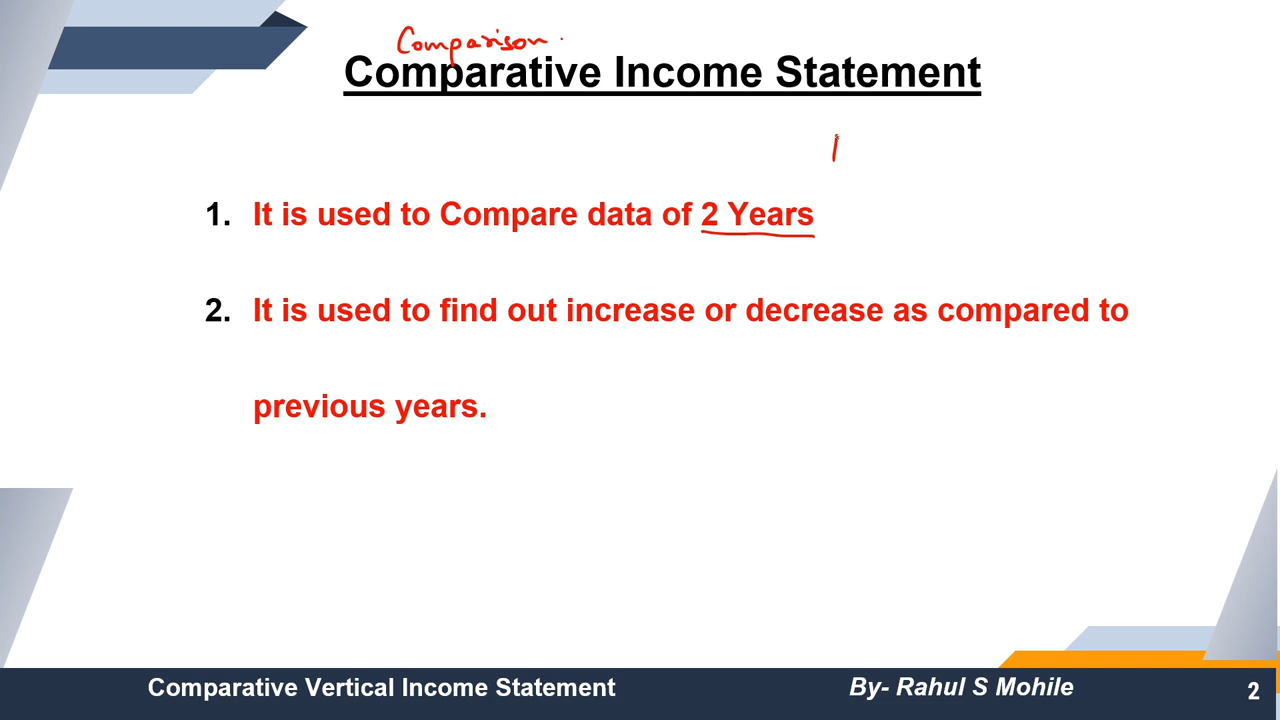 Comparison
Comparative Income Statement
1. It is used to Compare data of 2 Years
2. It is used to find out increase or decrease as compared to
previous years.
Comparative Vertical Income Statement By- Rahul S Mohile 2